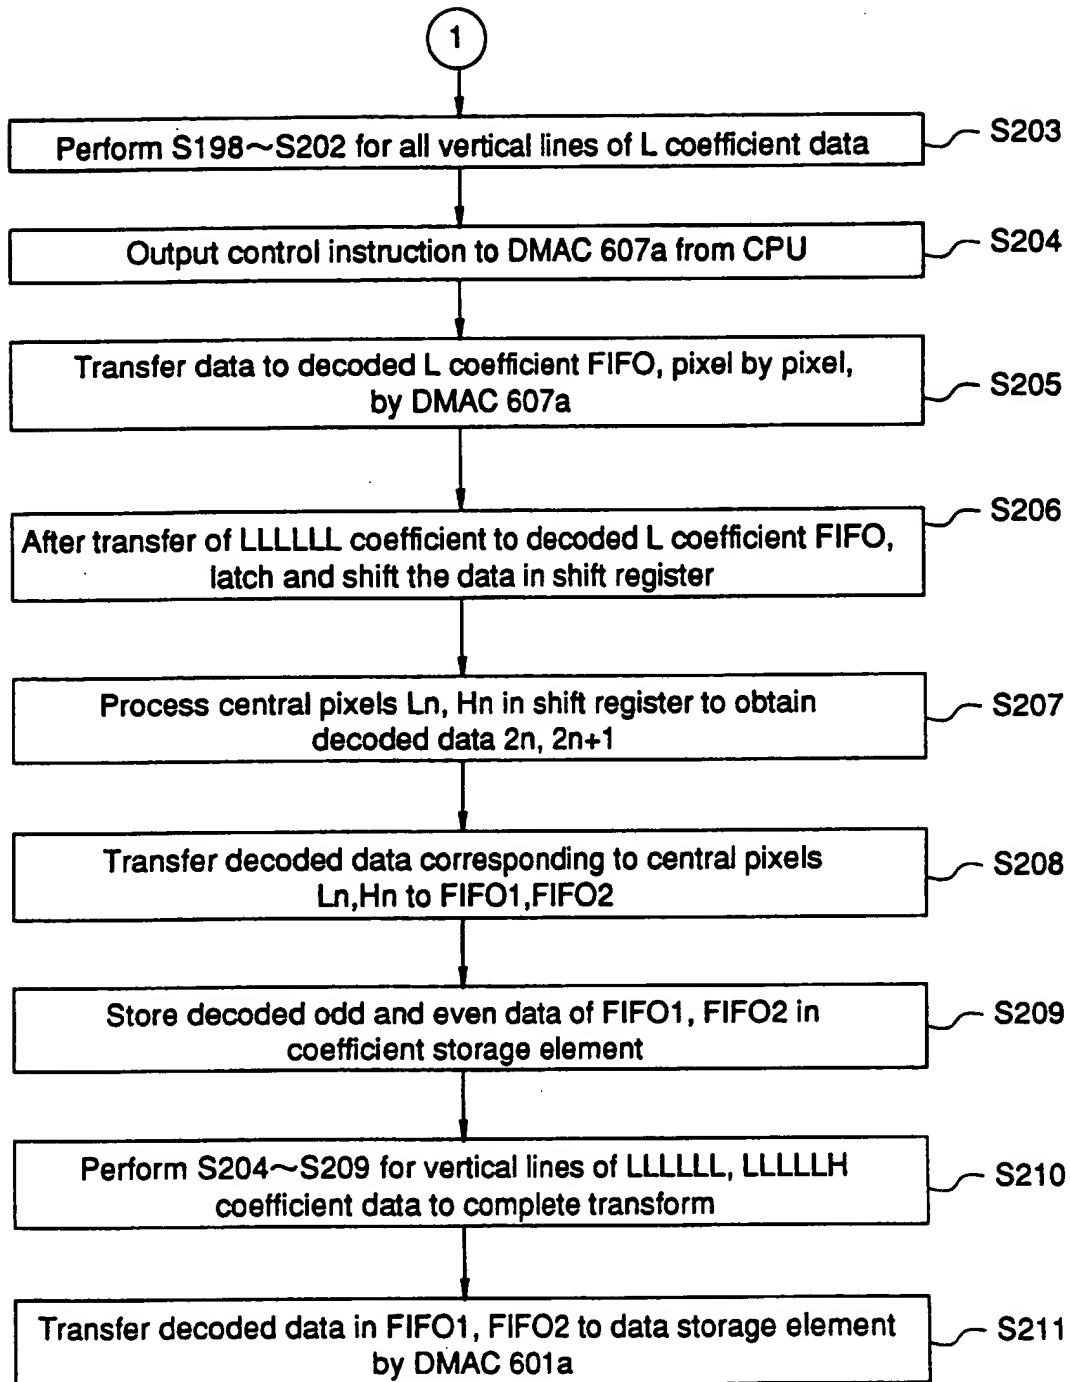 1
Perform S198~S202 for all vertical lines of L coefficient data
S203
Output control instruction to DMAC 607a from CPU
S204
Transfer data to decoded L coefficient FIFO, pixel by pixel,
by DMAC 607a
S205
After transfer of LLLLLL coefficient to decoded L coefficient FIFO,
latch and shift the data in shift register
S206
Process central pixels Ln, Hn in shift register to obtain
decoded data 2n, 2n+1
S207
Transfer decoded data corresponding to central pixels
Ln,Hn to FIFO1,FIFO2
S208
Store decoded odd and even data of FIFO1, FIFO2 in
coefficient storage element
S209
Perform S204~S209 for vertical lines of LLLLLL, LLLLLH
coefficient data to complete transform
S210
Transfer decoded data in FIFO1, FIFO2 to data storage element
by DMAC 601a
S211